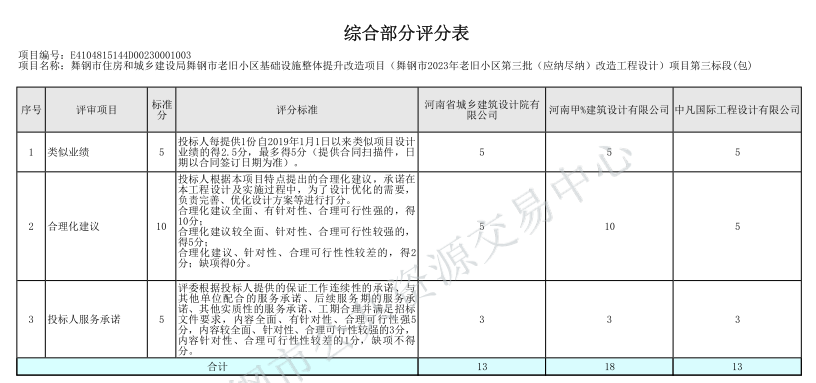 综合部分评分表
项目编号：E4104815144D00230001003
项目名称：舞钢市住房和城乡建设局舞钢市老旧小区基础设施整体提升改造项目（舞钢市2023年老旧小区第三批（应纳尽纳）改造工程设计）项目第三标段(包)
序号 评审项目 标准分 评分标准 河南省城乡建筑设计院有限公司 河南甲%建筑设计有限公司 中凡国际工程设计有限公司
1 类似业绩 5
投标人每提供1份自2019年1月1日以来类似项目设计
业绩的得2.5分，最多得5分（提供合同扫描件，日
期以合同签订日期为准）。
5 5 5
2 合理化建议 10
投标人根据本项目特点提出的合理化建议，承诺在
本工程设计及实施过程中，为了设计优化的需要，
负责完善、优化设计方案等进行打分。
合理化建议全面、有针对性、合理可行性强的，得
10分；
合理化建议较全面、针对性、合理可行性较强的，
得5分；
合理化建议、针对性、合理可行性性较差的，得2
分；缺项得0分。
5 10 5
3 投标人服务承诺 5
评委根据投标人提供的保证工作连续性的承诺、与
其他单位配合的服务承诺、后续服务期的服务承
诺、其他实质性的服务承诺、工期合理并满足招标
文件要求，内容全面、有针对性、合理可行性强5
分，内容较全面、针对性、合理可行性较强的3分，
内容针对性、合理可行性性较差的1分，缺项不得
分。
3 3 3
合计 13 18 13
钢市公共资源交易中心